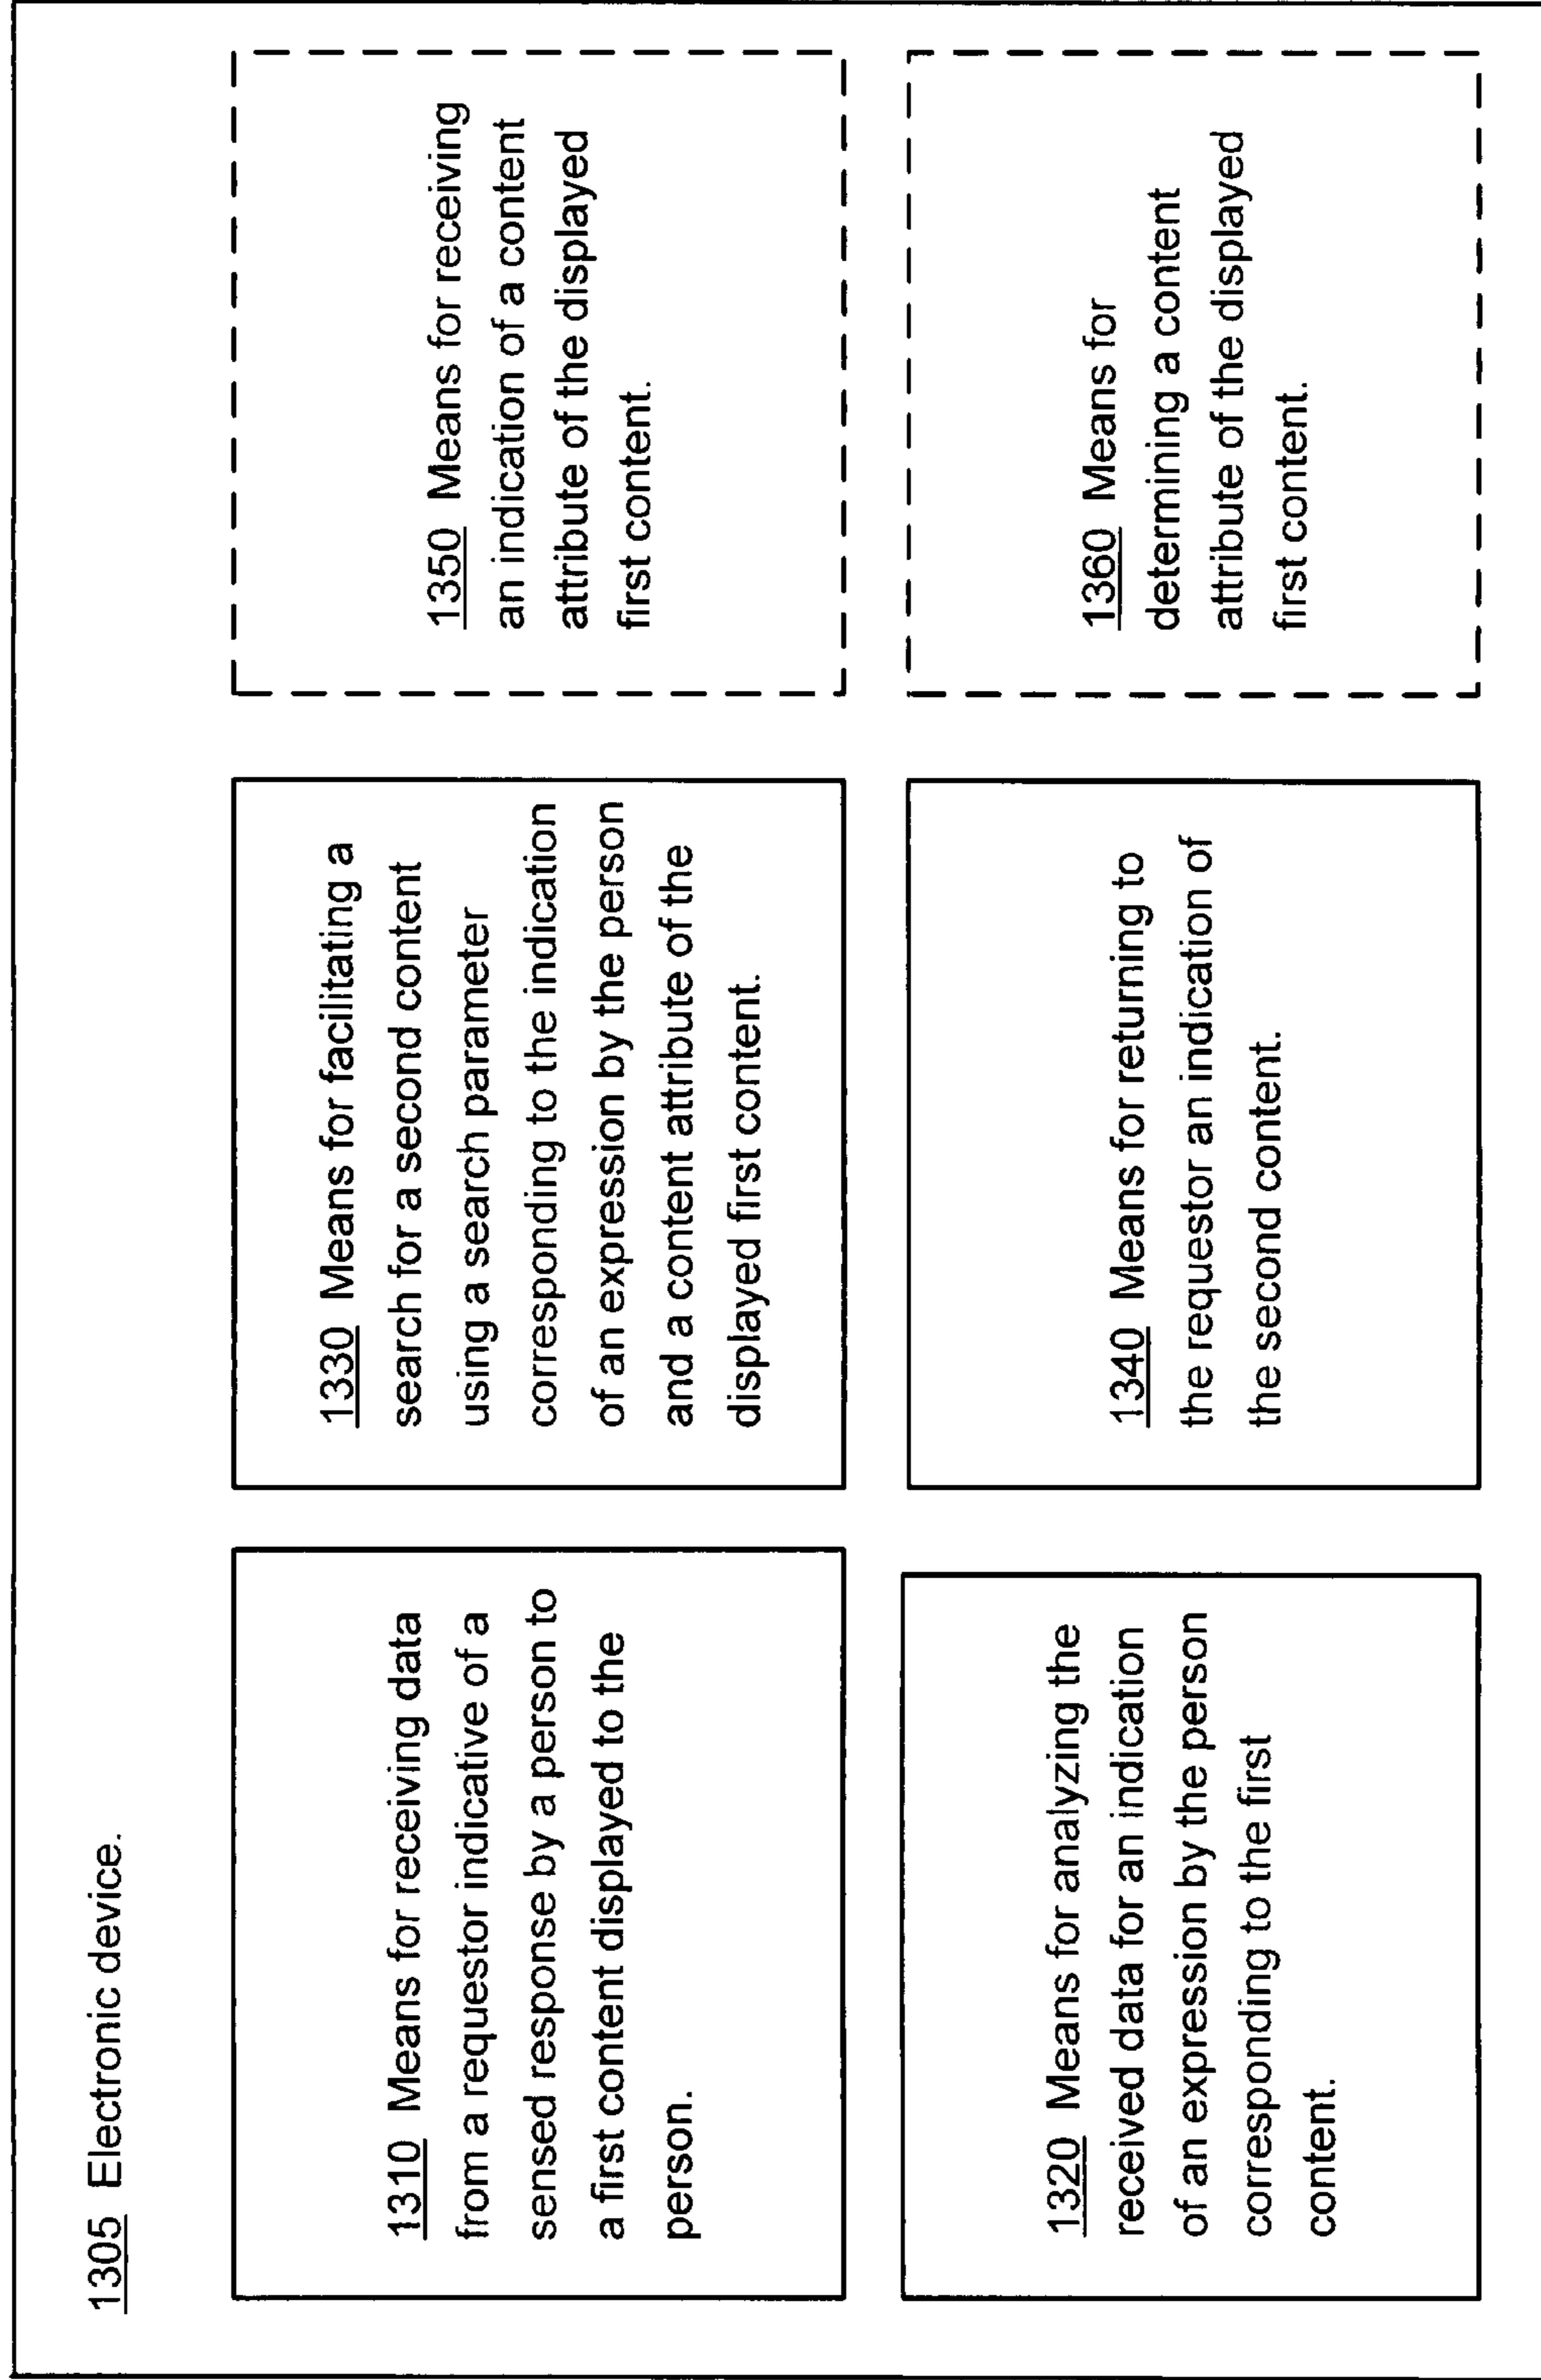 1305 Electronic device.
1310 Means for receiving data
from a requestor indicative of a
sensed response by a person to
a first content displayed to the
person.
1320 Means for analyzing the
received data for an indication
of an expression by the person
corresponding to the first
content.
1330 Means for facilitating a
search for a second content
using a search parameter
corresponding to the indication
of an expression by the person
and a content attribute of the
displayed first content.
1340 Means for returning to
the requestor an indication of
the second content.
1350 Means for receiving
an indication of a content
attribute of the displayed
first content.
1360 Means for
determining a content
attribute of the displayed
first content.